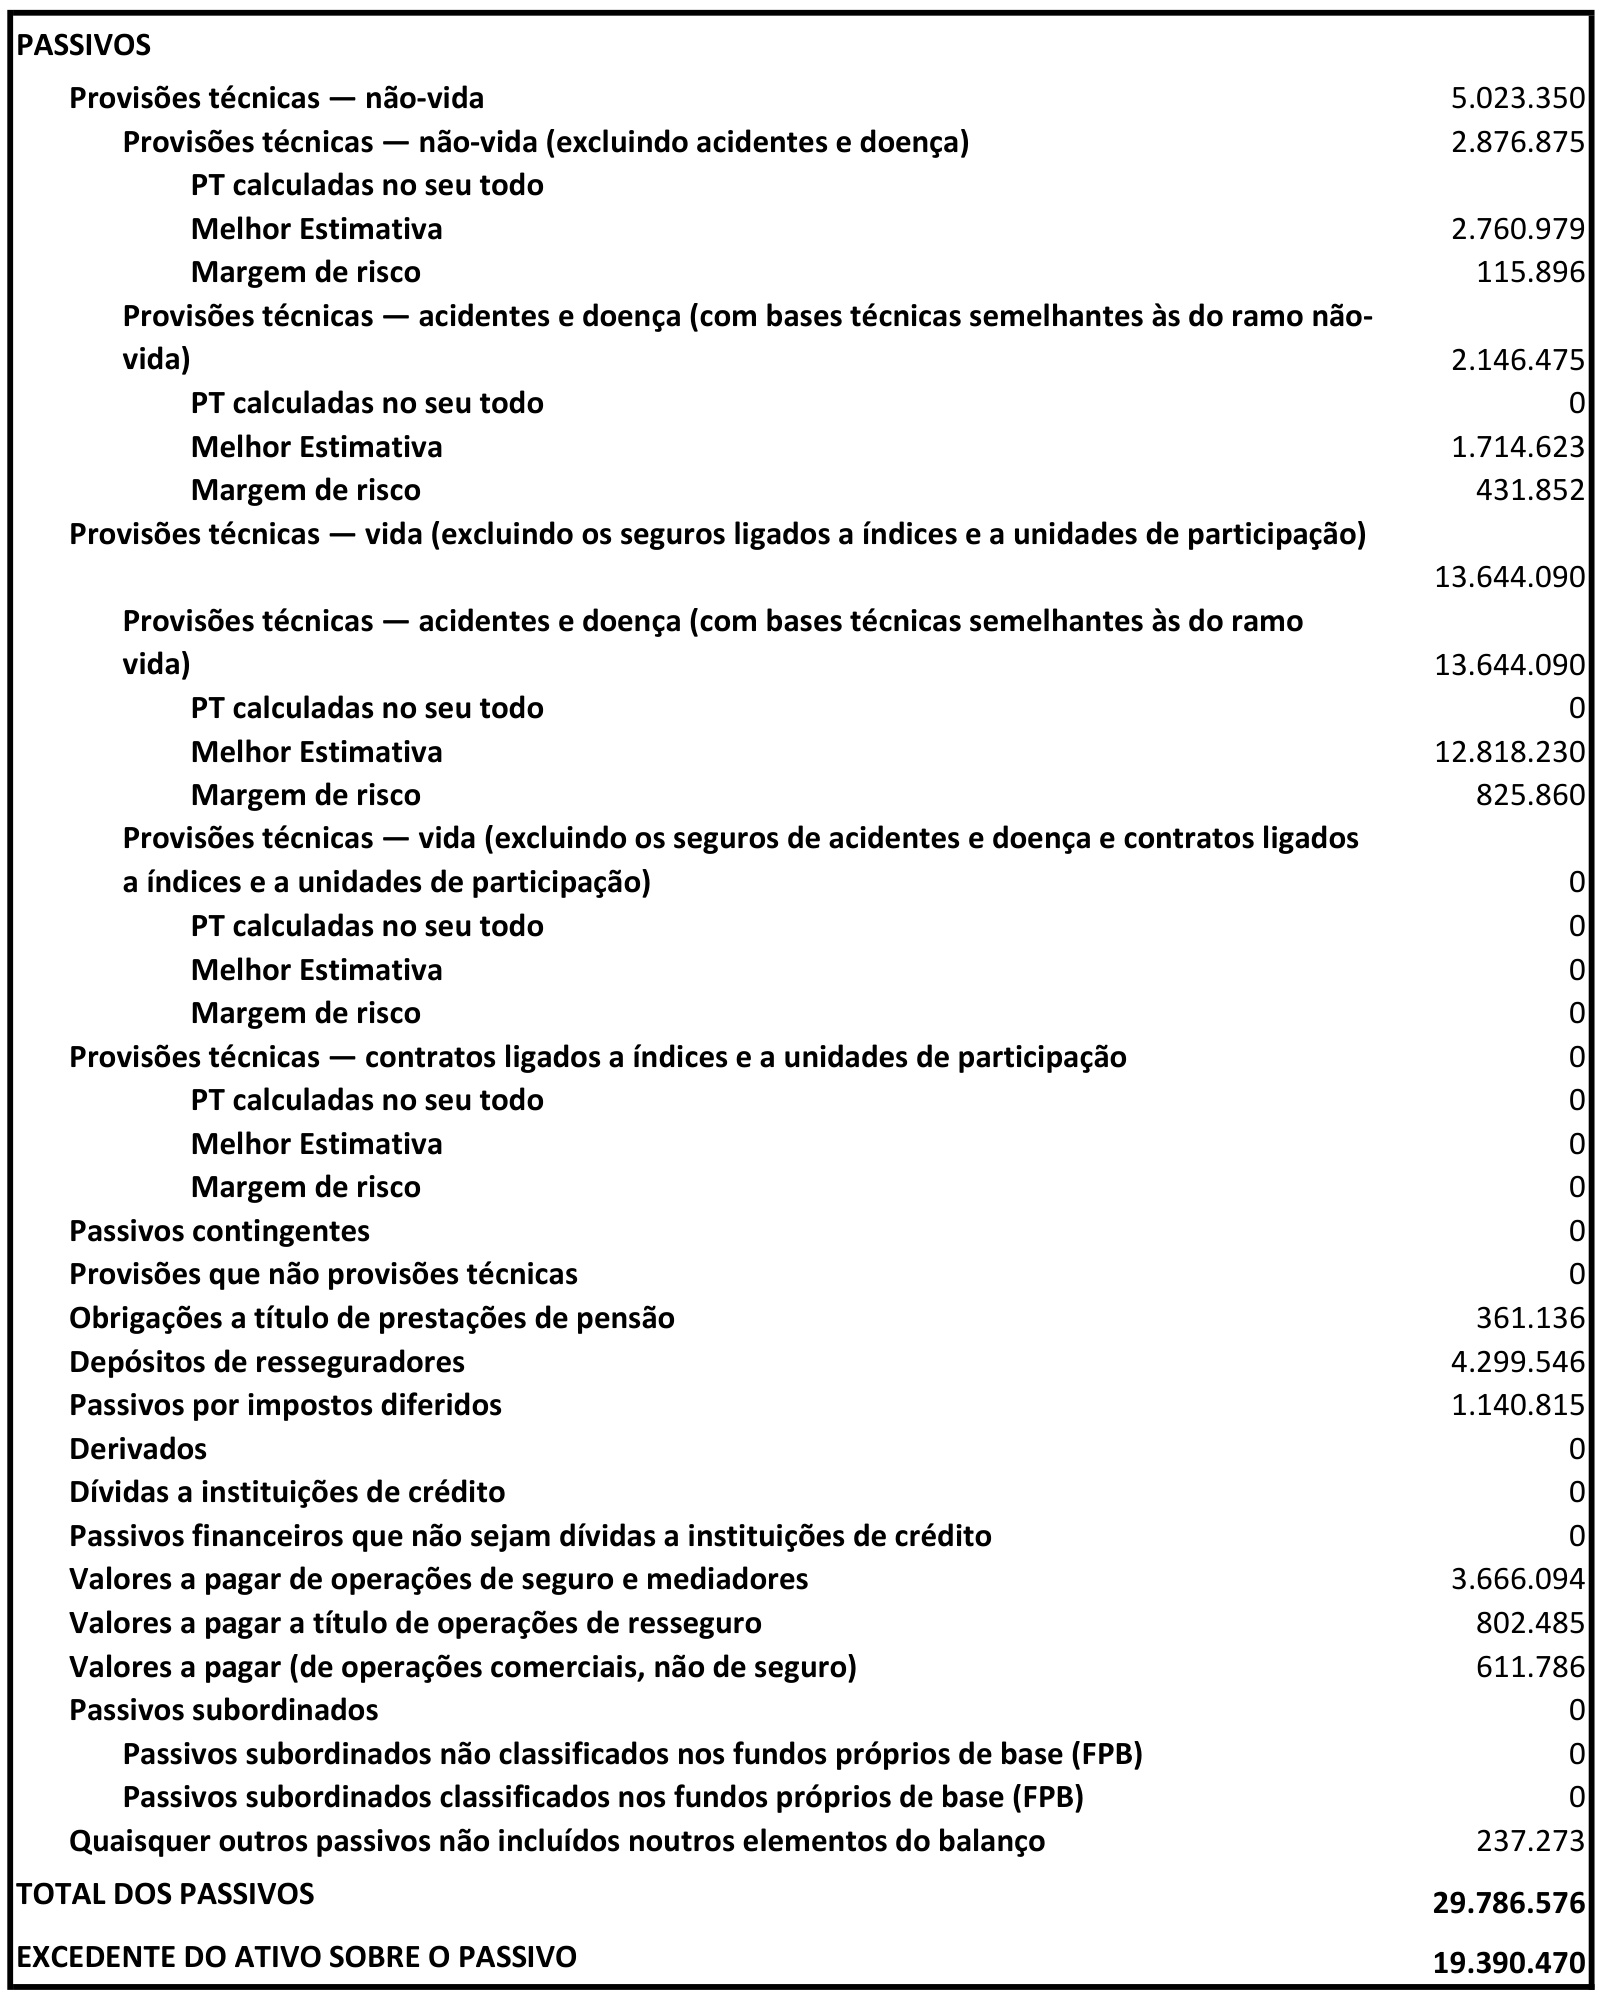 PASSIVOS
Provisões técnicas — não-vida 5.023.350
Provisões técnicas — não-vida (excluindo acidentes e doença) 2.876.875
PT calculadas no seu todo
Melhor Estimativa 2.760.979
Margem de risco 115.896
Provisões técnicas — acidentes e doença (com bases técnicas semelhantes às do ramo não-
vida) 2.146.475
PT calculadas no seu todo 0
Melhor Estimativa 1.714.623
Margem de risco 431.852
Provisões técnicas — vida (excluindo os seguros ligados a índices e a unidades de participação)
13.644.090
Provisões técnicas — acidentes e doença (com bases técnicas semelhantes às do ramo
vida) 13.644.090
PT calculadas no seu todo 0
Melhor Estimativa 12.818.230
Margem de risco 825.860
Provisões técnicas — vida (excluindo os seguros de acidentes e doença e contratos ligados
a índices e a unidades de participação) 0
PT calculadas no seu todo 0
Melhor Estimativa 0
Margem de risco 0
Provisões técnicas — contratos ligados a índices e a unidades de participação 0
PT calculadas no seu todo 0
Melhor Estimativa 0
Margem de risco 0
Passivos contingentes 0
Provisões que não provisões técnicas 0
Obrigações a título de prestações de pensão 361.136
Depósitos de resseguradores 4.299.546
Passivos por impostos diferidos 1.140.815
Derivados 0
Dívidas a instituições de crédito 0
Passivos financeiros que não sejam dívidas a instituições de crédito 0
Valores a pagar de operações de seguro e mediadores 3.666.094
Valores a pagar a título de operações de resseguro 802.485
Valores a pagar (de operações comerciais, não de seguro) 611.786
Passivos subordinados 0
Passivos subordinados não classificados nos fundos próprios de base (FPB) 0
Passivos subordinados classificados nos fundos próprios de base (FPB) 0
Quaisquer outros passivos não incluídos noutros elementos do balanço 237.273
TOTAL DOS PASSIVOS 29.786.576
EXCEDENTE DO ATIVO SOBRE O PASSIVO 19.390.470